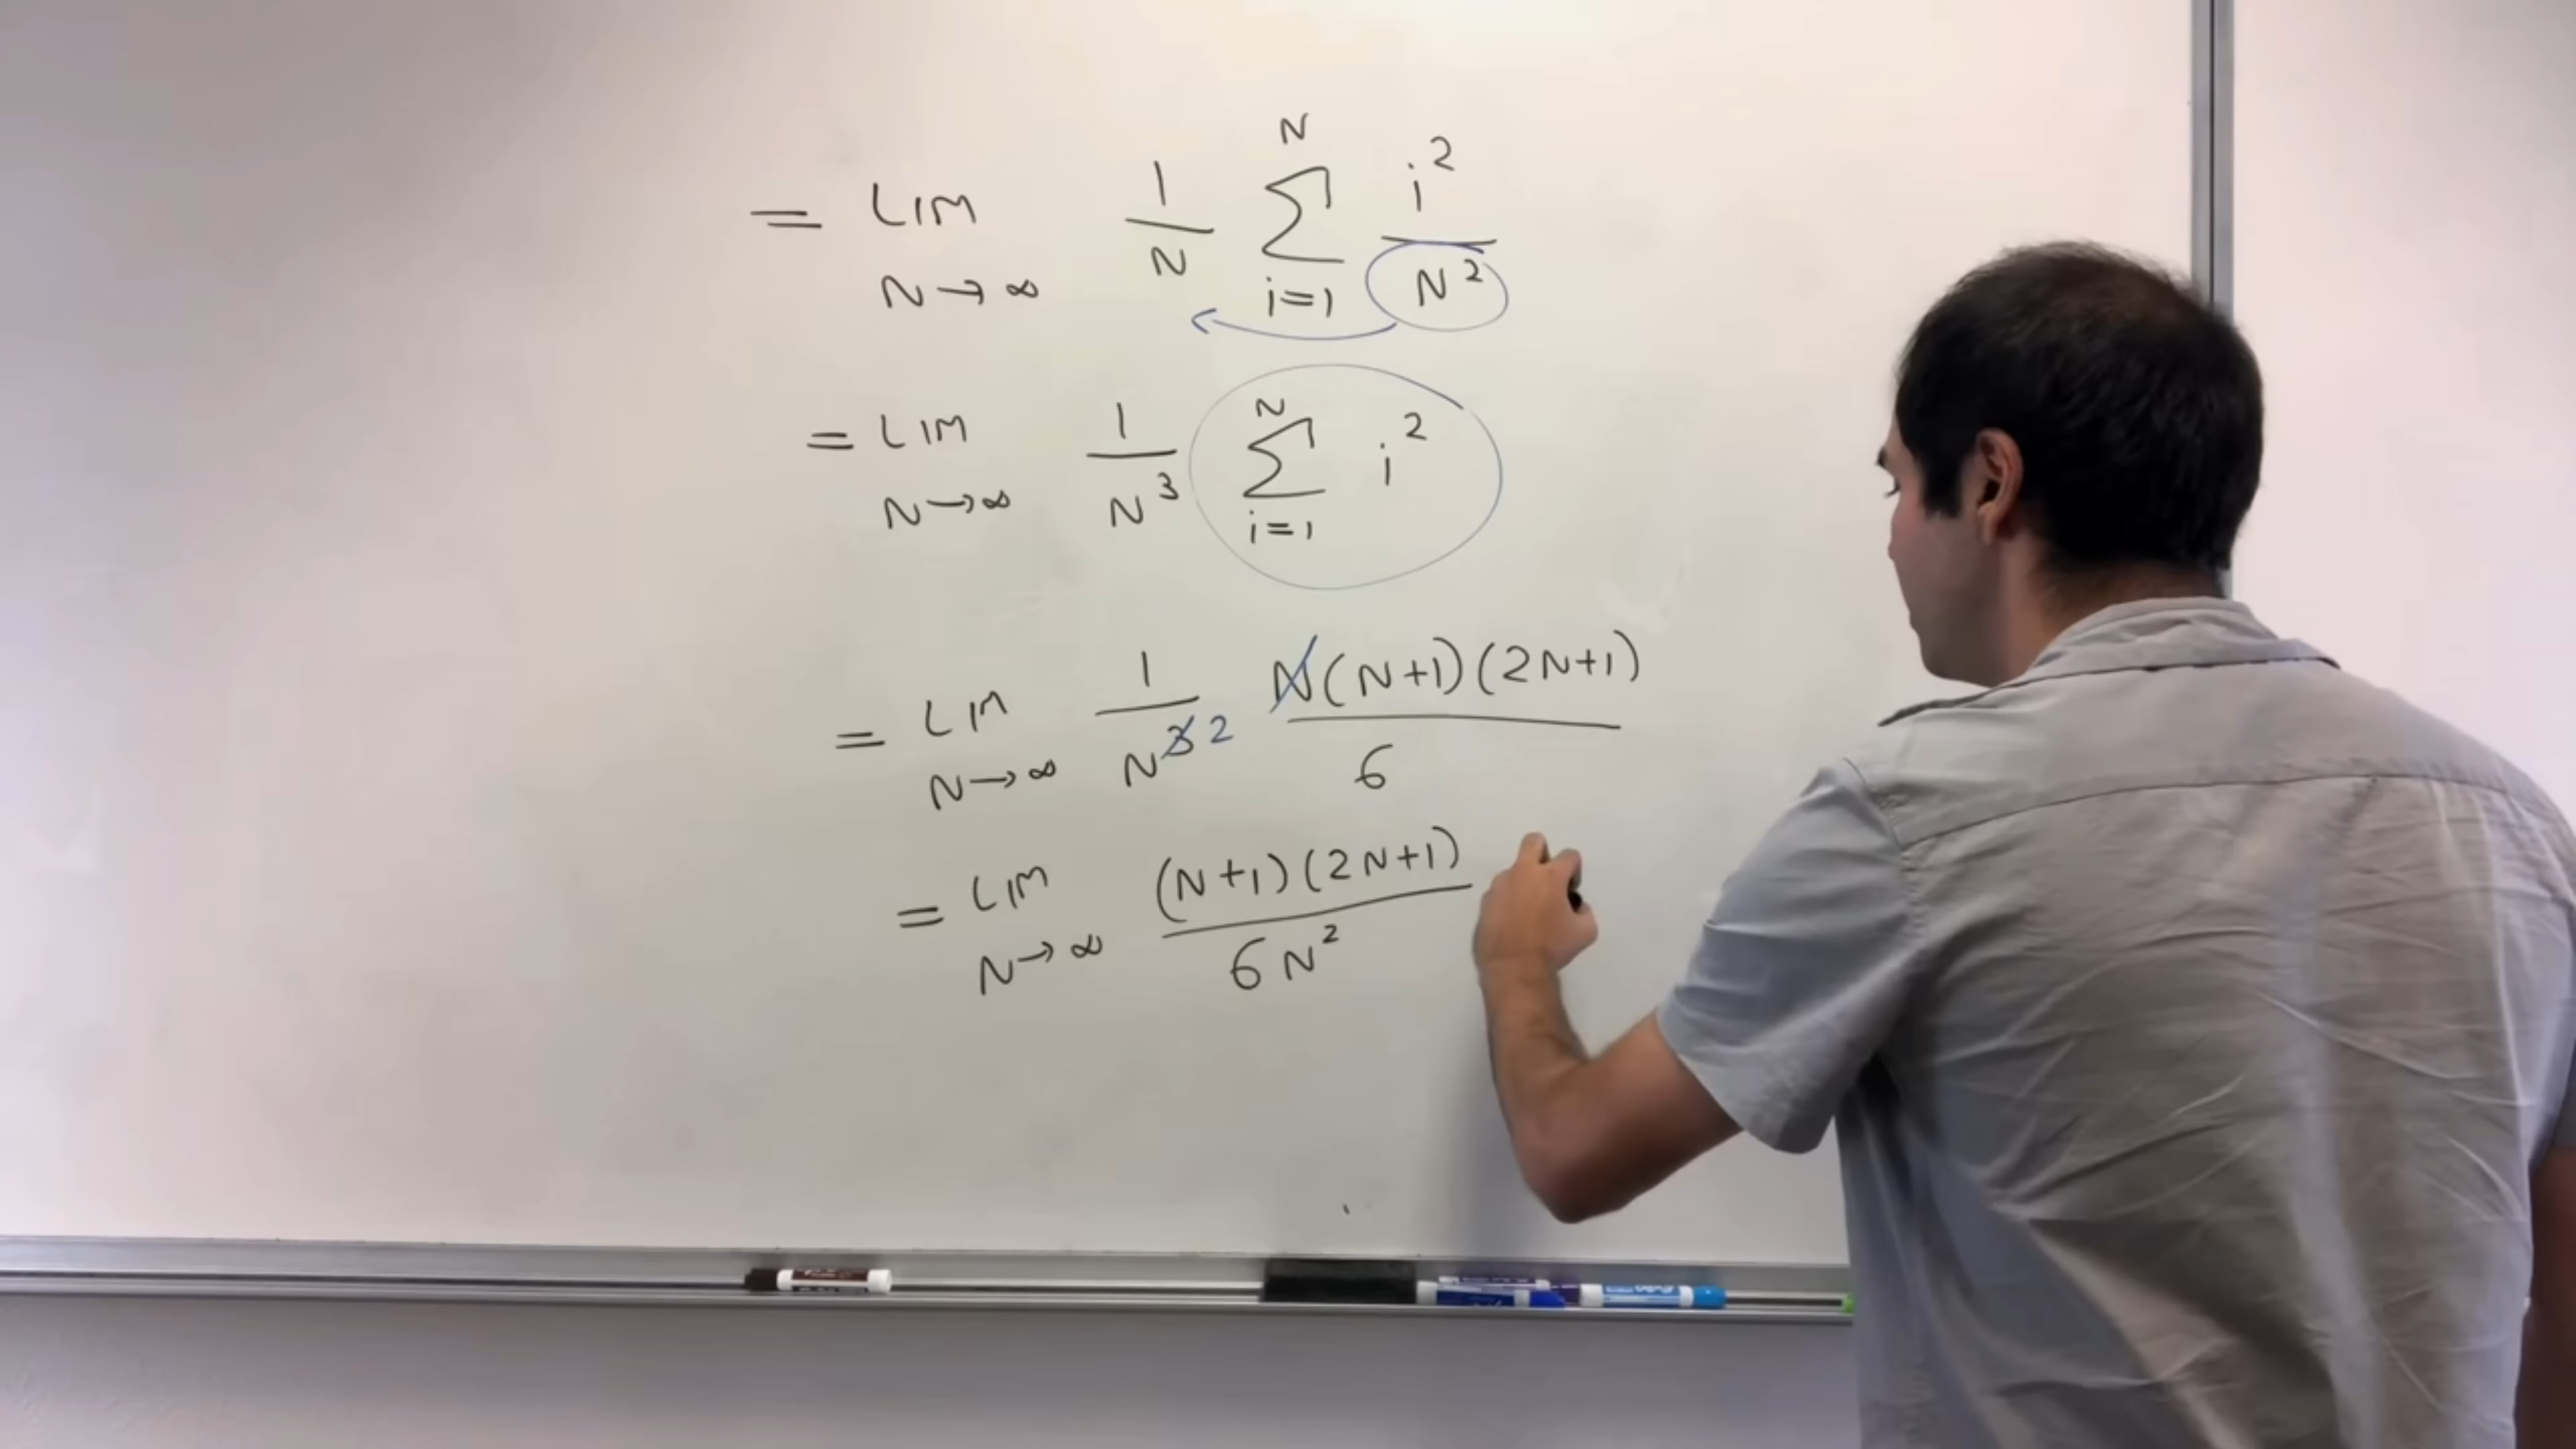 = LIM N→∞ 1/N ∑ i=1 N i²/N²
= LIM N→∞ 1/N³ ∑ i=1 N i²
= LIM N→∞ 1/N³ 2 N(N+1)(2N+1)/6
= LIM N→∞ (N+1)(2N+1)/6N²